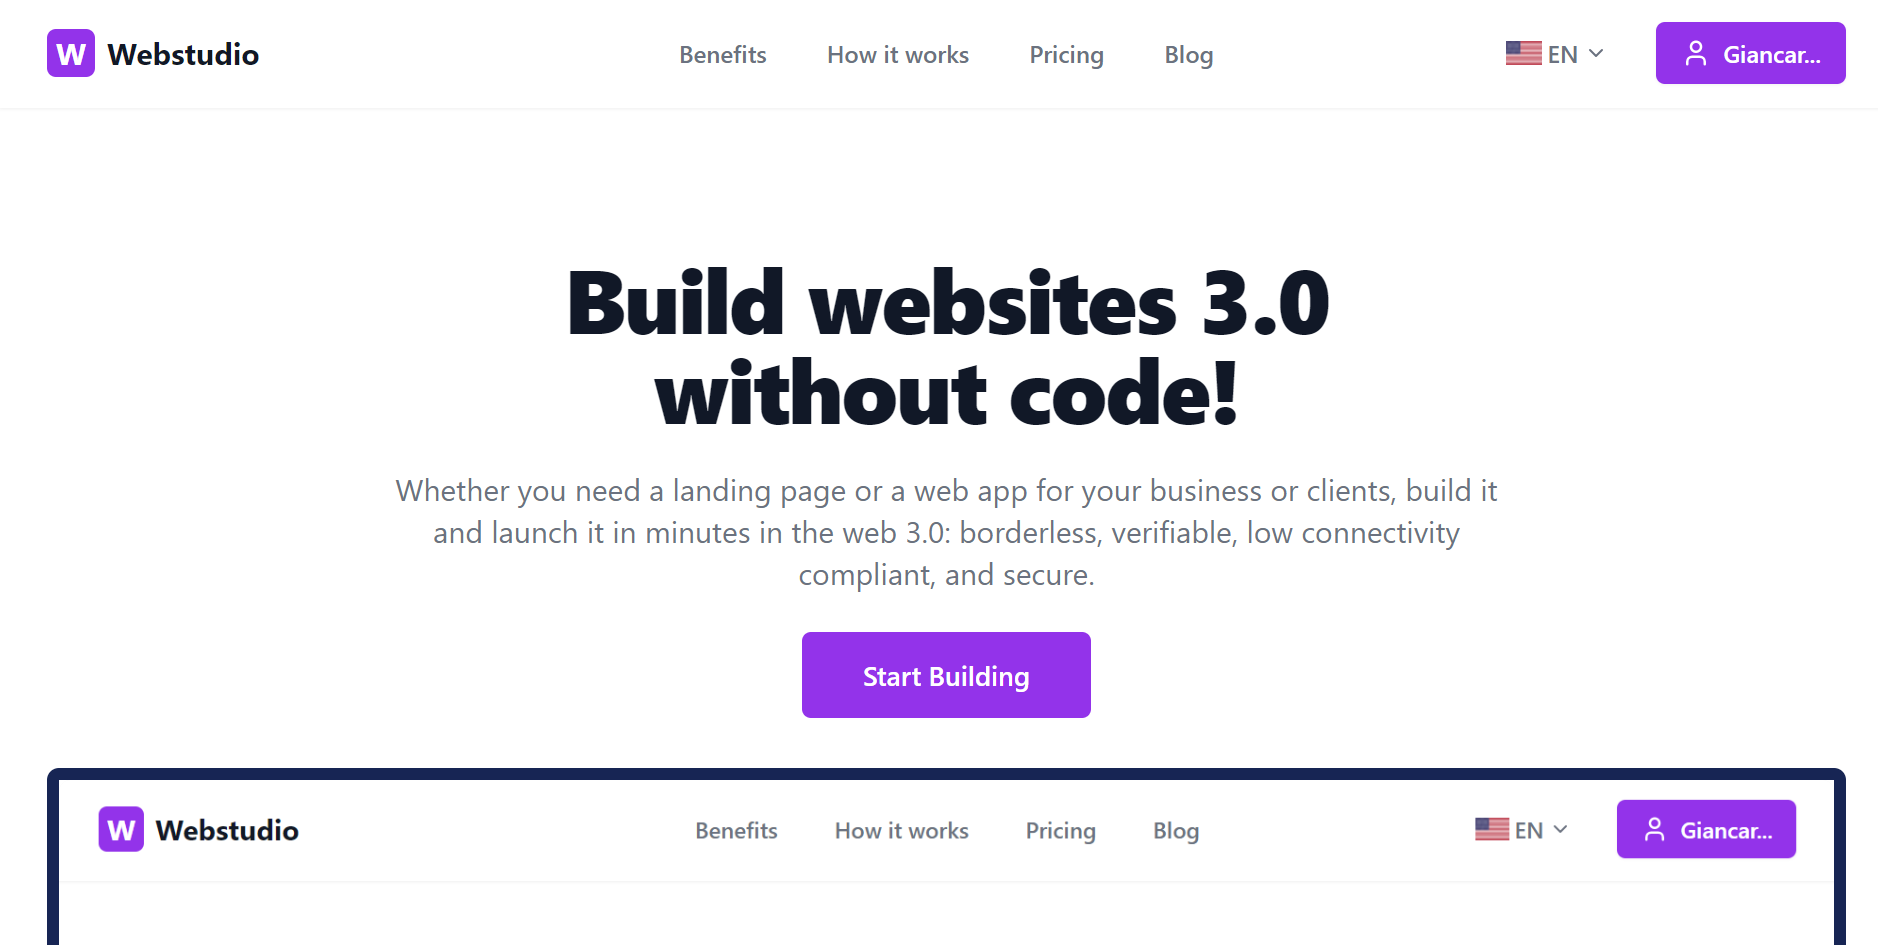 W Webstudio
Benefits
How it works
Pricing
Blog
EN
Giancar...
Build websites 3.0
without code!
Whether you need a landing page or a web app for your business or clients, build it
and launch it in minutes in the web 3.0: borderless, verifiable, low connectivity
compliant, and secure.
Start Building
W Webstudio
Benefits
How it works
Pricing
Blog
EN
Giancar...